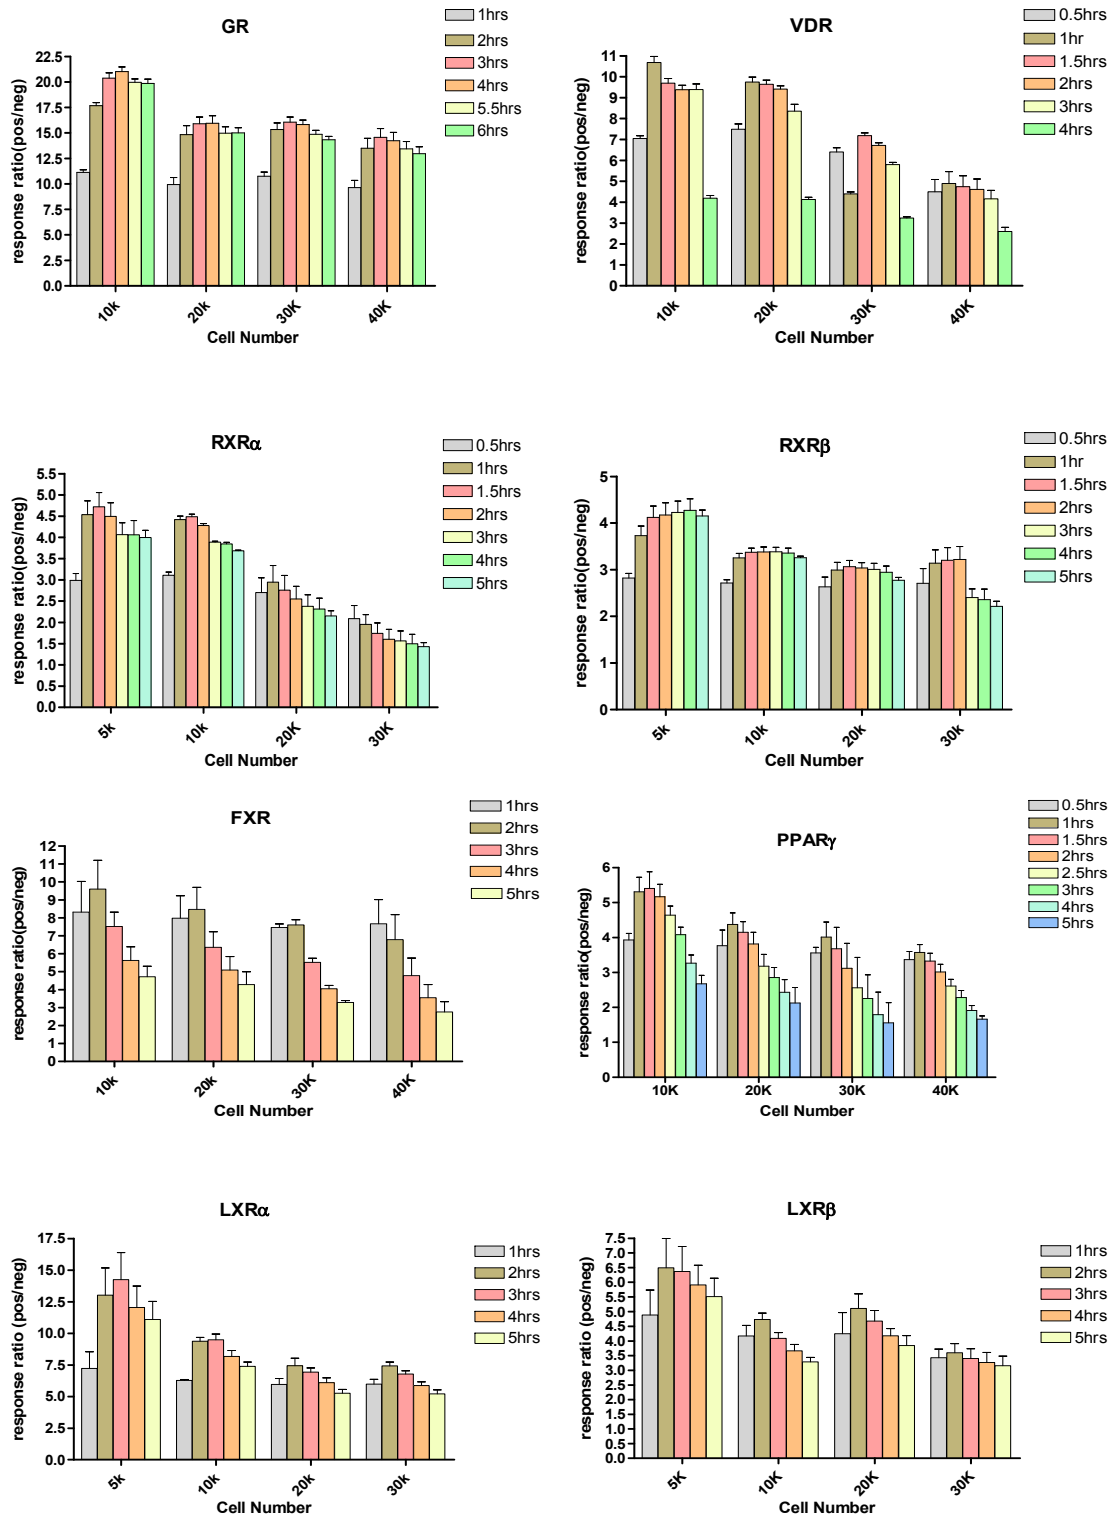 GR
1hrs
2hrs
3hrs
4hrs
5.5hrs
6hrs
response ratio(pos/neg)
22.5
20.0
17.5
15.0
12.5
10.0
7.5
5.0
2.5
0.0
10k
20k
30K
40K
Cell Number
VDR
0.5hrs
1hr
1.5hrs
2hrs
3hrs
4hrs
response ratio (pos/neg)
11
10
9
8
7
6
5
4
3
2
1
0
10k
20k
30K
40K
Cell Number
RXRα
0.5hrs
1hrs
1.5hrs
2hrs
3hrs
4hrs
5hrs
response ratio(pos/neg)
5.5
5.0
4.5
4.0
3.5
3.0
2.5
2.0
1.5
1.0
0.5
0.0
5k
10k
20K
30K
Cell Number
RXRβ
0.5hrs
1hr
1.5hrs
2hrs
3hrs
4hrs
5hrs
response ratio(pos/neg)
5
4
3
2
1
0
5k
10k
20k
30k
Cell Number
FXR
1hrs
2hrs
3hrs
4hrs
5hrs
response ratio(pos/neg)
12
11
10
9
8
7
6
5
4
3
2
1
0
10k
20k
30K
40K
Cell Number
PPARγ
0.5hrs
1hrs
1.5hrs
2hrs
2.5hrs
3hrs
4hrs
5hrs
response ratio(pos/neg)
6
5
4
3
2
1
0
10K
20K
30K
40K
Cell Number
LXRα
1hrs
2hrs
3hrs
4hrs
5hrs
response ratio (pos/neg)
17.5
15.0
12.5
10.0
7.5
5.0
2.5
0.0
5k
10k
20k
30k
Cell Number
LXRβ
1hrs
2hrs
3hrs
4hrs
5hrs
response ratio (pos/neg)
7.5
7.0
6.5
6.0
5.5
5.0
4.5
4.0
3.5
3.0
2.5
2.0
1.5
1.0
0.5
0.0
5K
10K
20K
30K
Cell Number